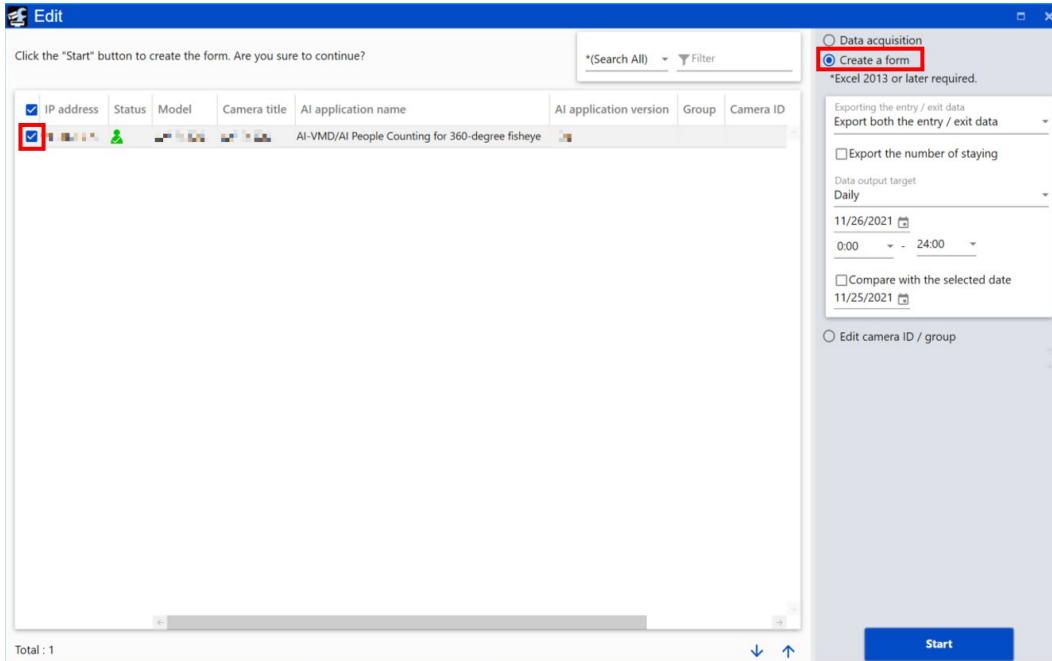 Edit
Click the "Start" button to create the form. Are you sure to continue?
*(Search All)
Filter
IP address Status Model Camera title AI application name AI application version Group Camera ID
AI-VMD/AI People Counting for 360-degree fisheye
Total : 1
Data acquisition
Create a form
*Excel 2013 or later required.
Exporting the entry / exit data
Export both the entry / exit data
Export the number of staying
Data output target
Daily
11/26/2021
0:00 - 24:00
Compare with the selected date
11/25/2021
Edit camera ID / group
Start